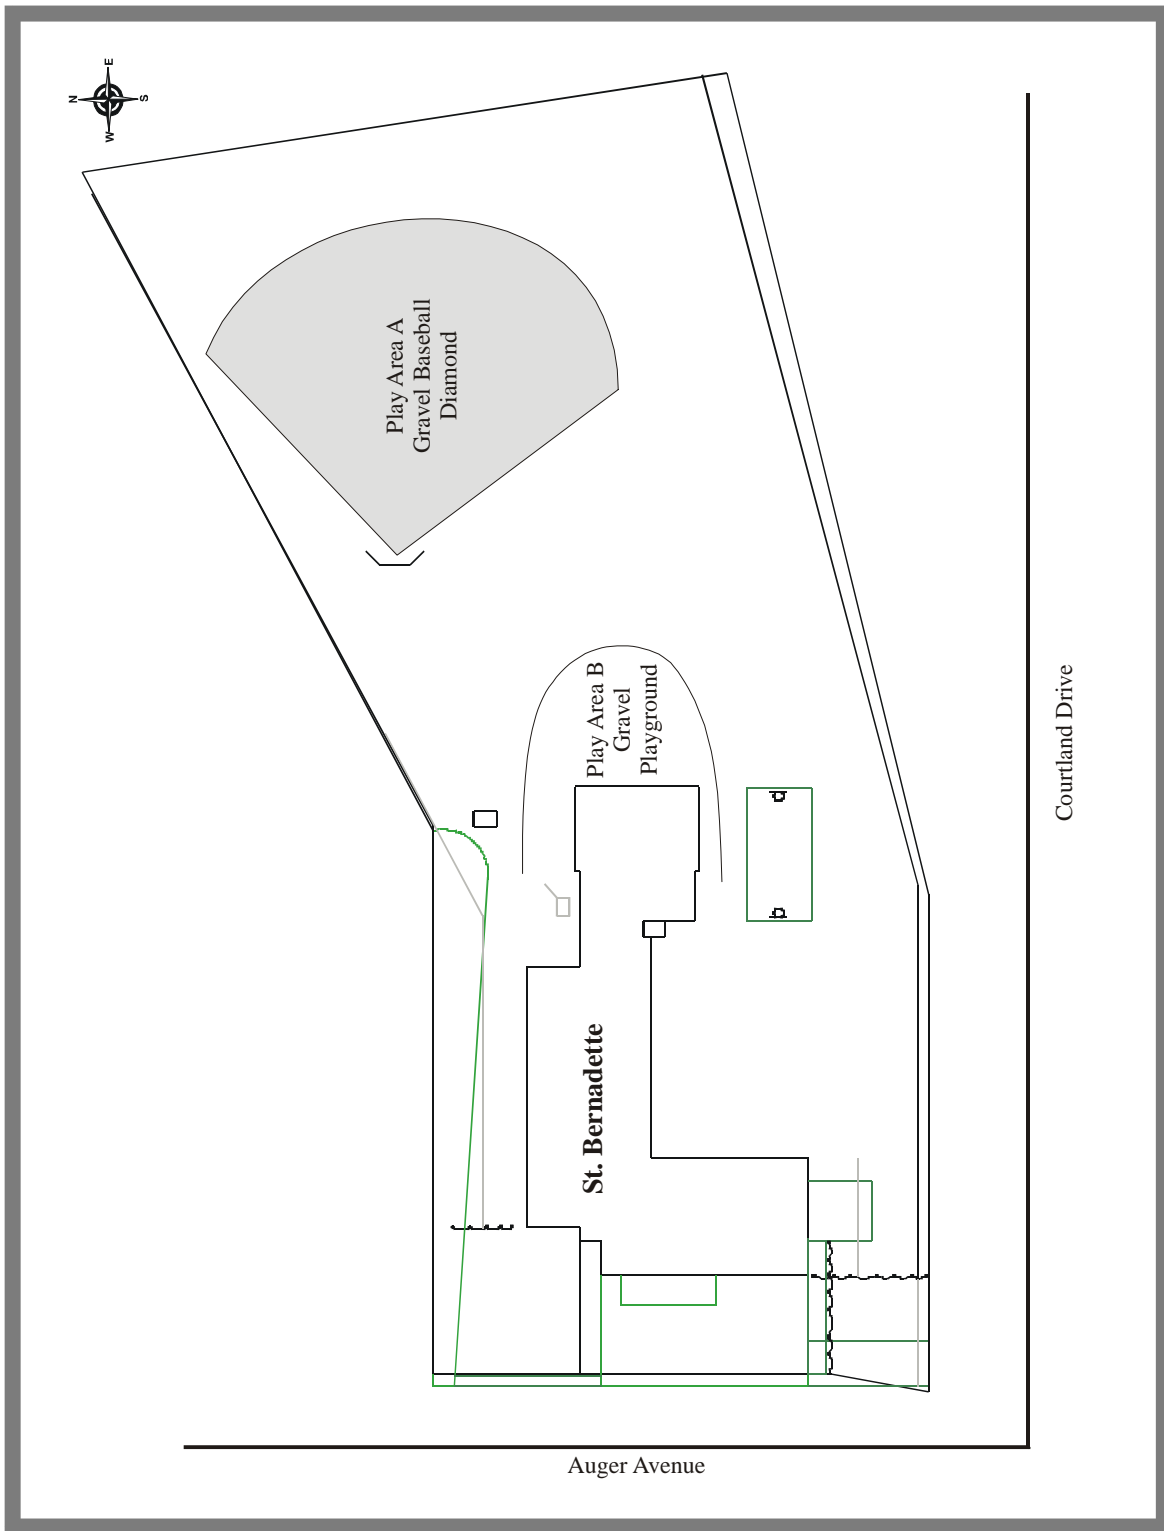 E
N
S
W
Play Area A
Gravel Baseball
Diamond
Play Area B
Gravel
Playground
Courtland Drive
St. Bernadette
Auger Avenue